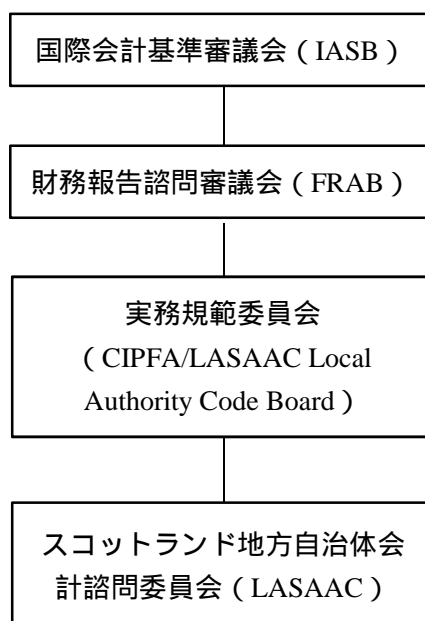 国際会計基準審議会（IASB）
財務報告諮問審議会（FRAB）
実務規範委員会
（CIPFA/LASAAC Local
Authority Code Board）
スコットランド地方自治体会
計諮問委員会（LASAAC）